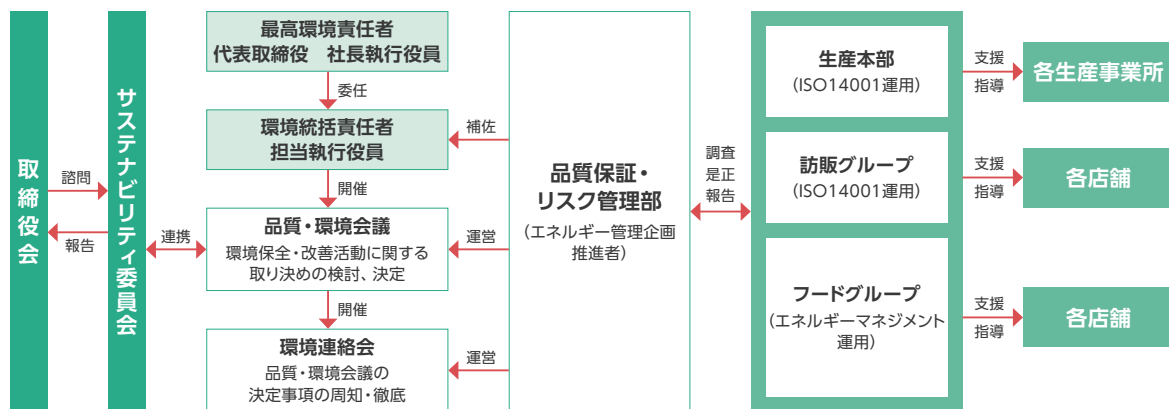 取締役会
諮問
報告
サステナビリティ委員会
連携
最高環境責任者
代表取締役　社長執行役員
委任
環境統括責任者
担当執行役員
開催
品質・環境会議
環境保全・改善活動に関する
取り決めの検討、決定
開催
環境連絡会
品質・環境会議の
決定事項の周知・徹底
補佐
運営
運営
品質保証・
リスク管理部
（エネルギー管理企画
推進者）
調査
是正
報告
生産本部
（ISO14001運用）
支援
指導
各生産事業所
訪販グループ
（ISO14001運用）
支援
指導
各店舗
フードグループ
（エネルギーマネジメント
運用）
支援
指導
各店舗